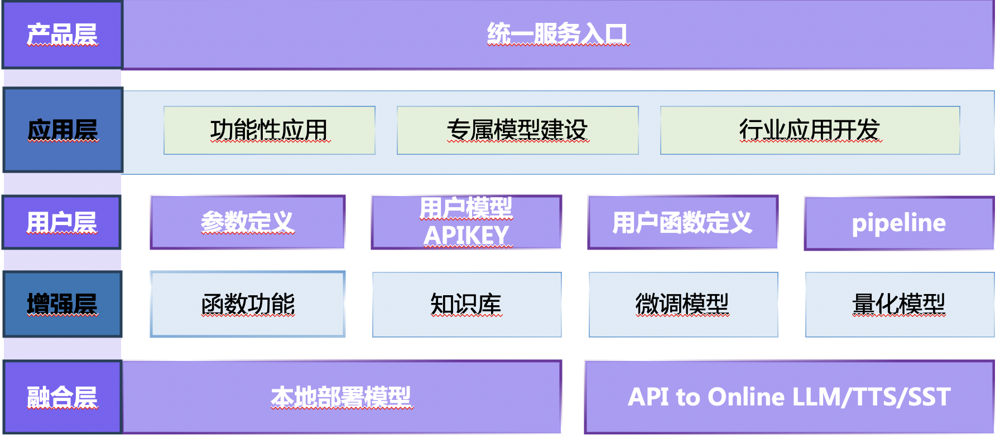 产品层
统一服务入口
应用层
功能性应用
专属模型建设
行业应用开发
用户层
参数定义
用户模型
APIKEY
用户函数定义
pipeline
增强层
函数功能
知识库
微调模型
量化模型
融合层
本地部署模型
API to Online LLM/TTS/SST